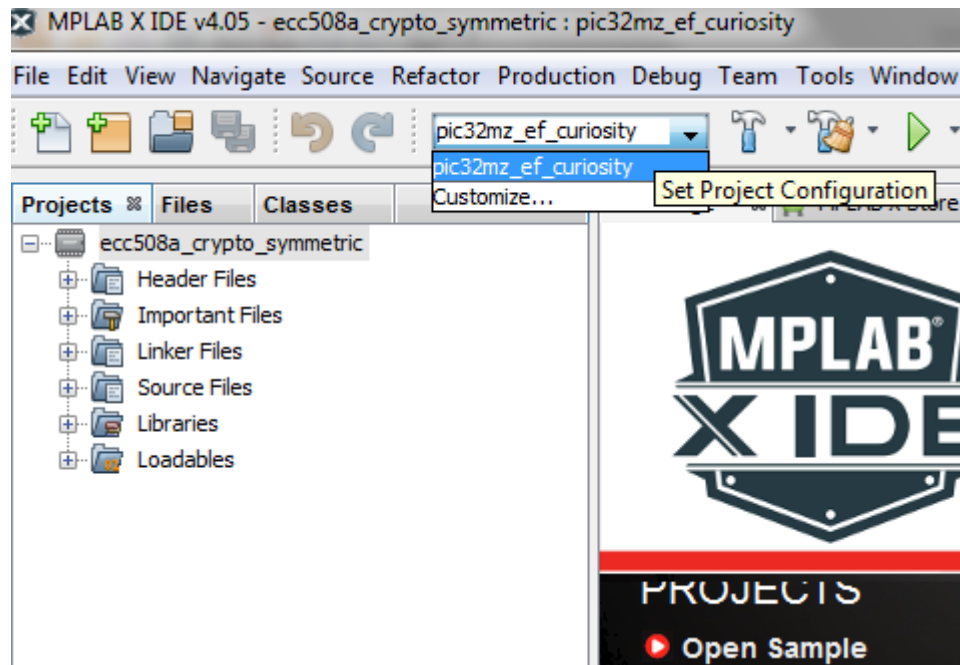 MPLAB X IDE v4.05 - ecc508a_crypto_symmetric : pic32mz_ef_curiosity
File Edit View Navigate Source Refactor Production Debug Team Tools Window
pic32mz_ef_curiosity
pic32mz_ef_curiosity
Customize...
Set Project Configuration
Projects Files Classes
MPLAB X Store
ecc508a_crypto_symmetric
Header Files
Important Files
Linker Files
Source Files
Libraries
Loadables
MPLAB®
X IDE
PROJECTS
Open Sample